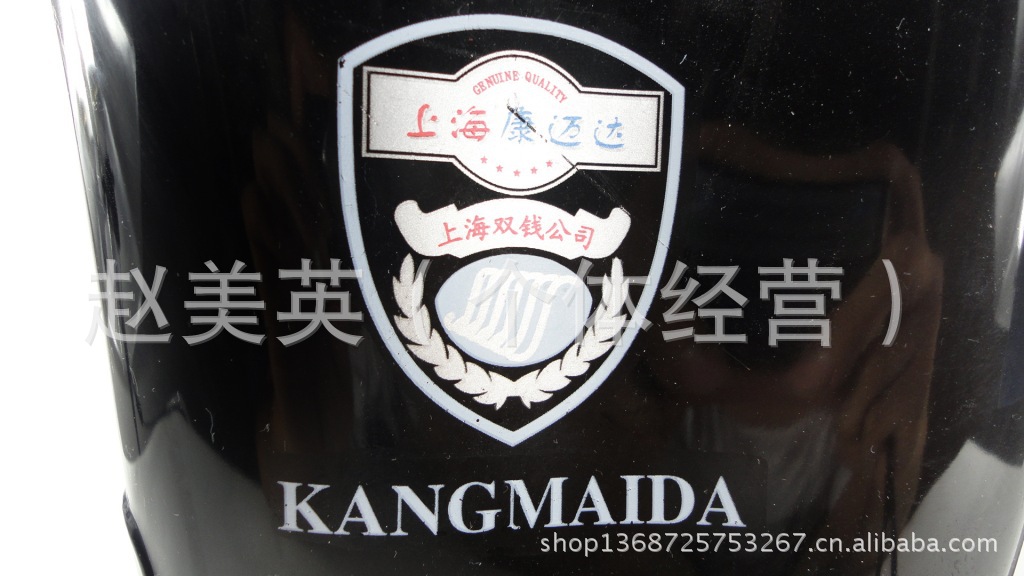 GENUINE QUALITY
上海康迈达
上海双钱公司
赵美英(个体经营)
KANGMAIDA
shop1368725753267.cn.alibaba.com